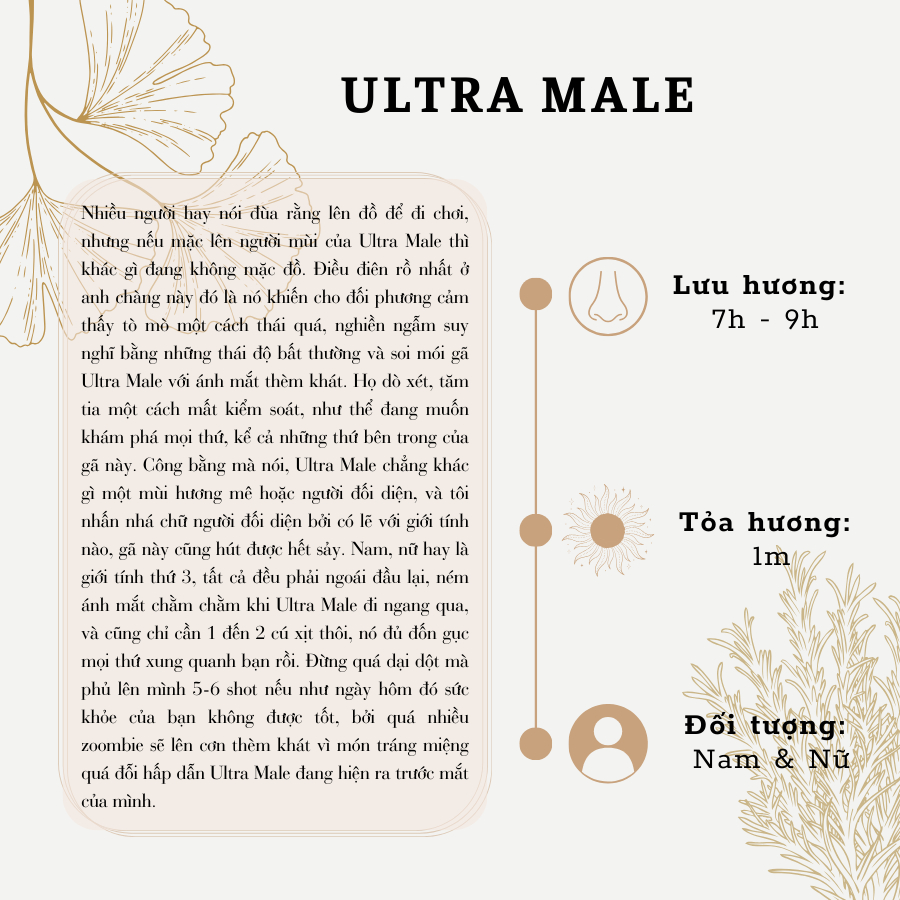 ULTRA MALE
Nhiều người hay nói đùa rằng lên đồ để đi chơi,
nhưng nếu mặc lên người mùi của Ultra Male thì
khác gì đang không mặc đồ. Điều điên rồ nhất ở
anh chàng này đó là nó khiến cho đối phương cảm
thấy tò mò một cách thái quá, nghiền ngẫm suy
nghĩ bằng những thái độ bất thường và soi mói gã
Ultra Male với ánh mắt thèm khát. Họ dò xét, tăm
tia một cách mất kiểm soát, như thể đang muốn
khám phá mọi thứ, kể cả những thứ bên trong của
gã này. Công bằng mà nói, Ultra Male chẳng khác
gì một mùi hương mê hoặc người đối diện, và tôi
nhấn nhá chữ người đối diện bởi có lẽ với giới tính
nào, gã này cũng hút được hết sảy. Nam, nữ hay là
giới tính thứ 3, tất cả đều phải ngoái đầu lại, ném
ánh mắt chằm chằm khi Ultra Male đi ngang qua,
và cũng chỉ cần 1 đến 2 cú xịt thôi, nó đủ đốn gục
mọi thứ xung quanh bạn rồi. Đừng quá dại dột mà
phủ lên mình 5-6 shot nếu như ngày hôm đó sức
khỏe của bạn không được tốt, bởi quá nhiều
zoombie sẽ lên cơn thèm khát vì món tráng miệng
quá đỗi hấp dẫn Ultra Male đang hiện ra trước mắt
của mình.
Lưu hương:
7h - 9h
Tỏa hương:
1m
Đối tượng:
Nam & Nữ